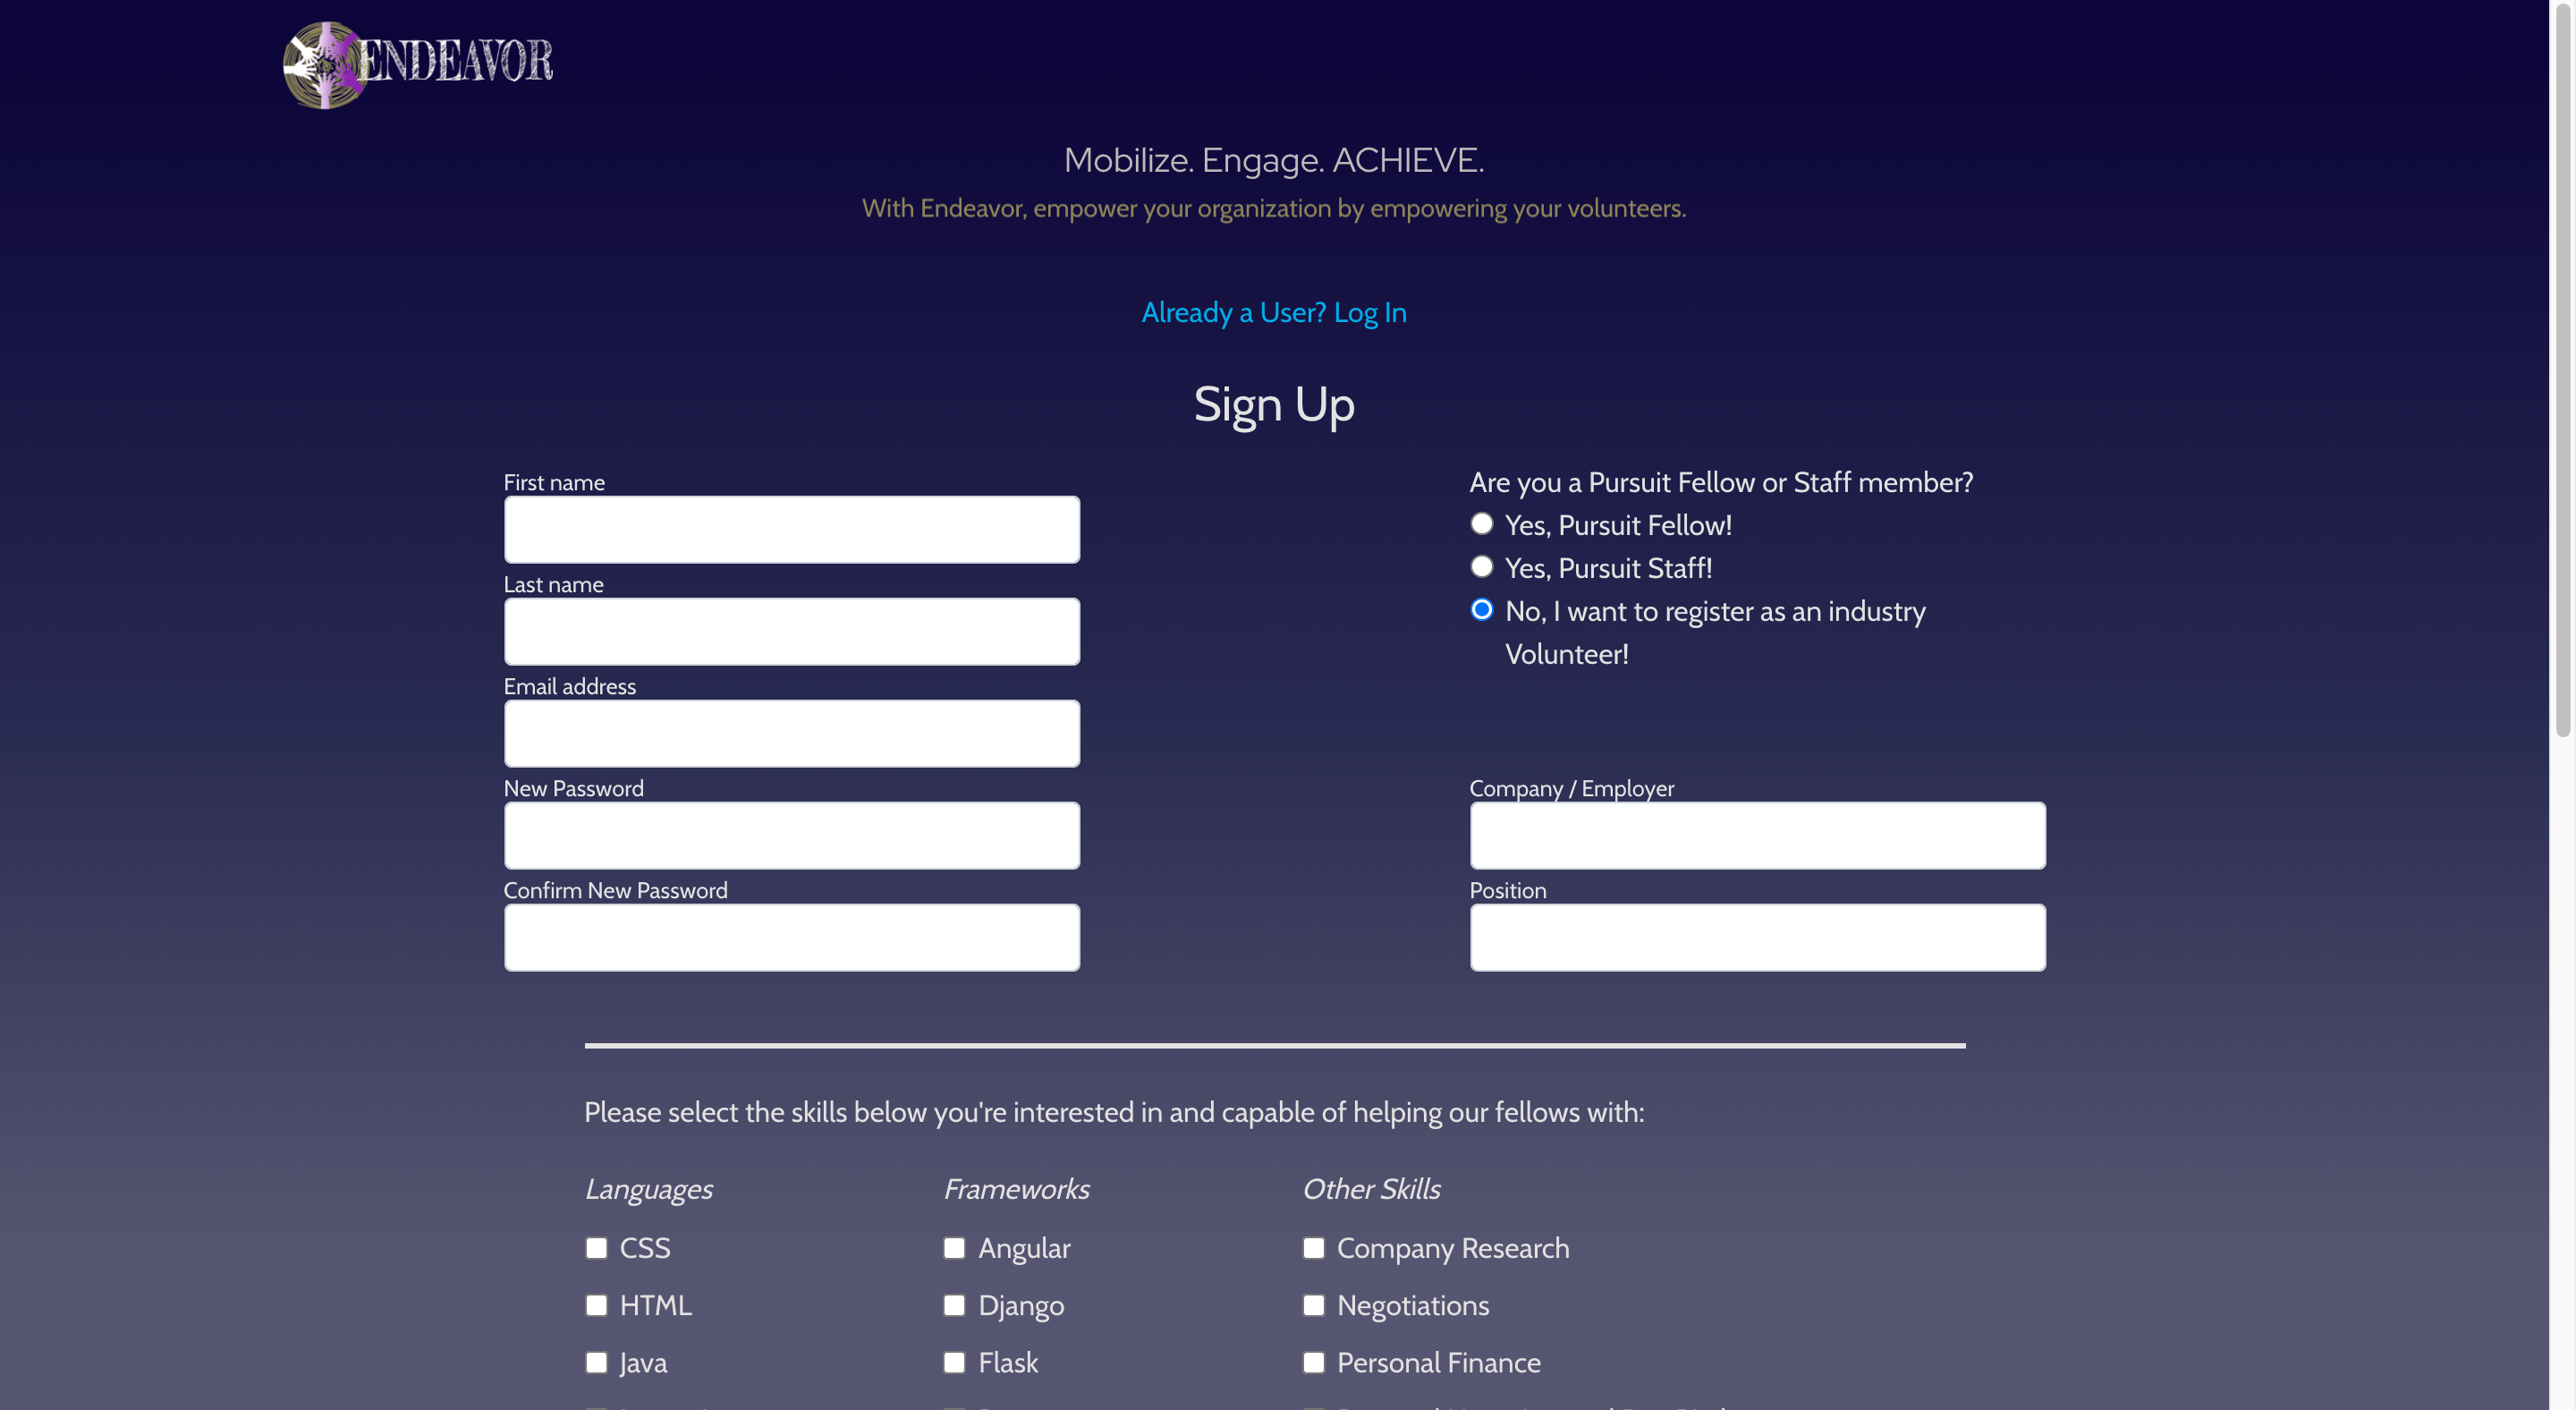 ENDEAVOR
Mobilize. Engage. ACHIEVE.
With Endeavor, empower your organization by empowering your volunteers.
Already a User? Log In
Sign Up
First name
Last name
Email address
New Password
Confirm New Password
Are you a Pursuit Fellow or Staff member?
Yes, Pursuit Fellow!
Yes, Pursuit Staff!
No, I want to register as an industry
Volunteer!
Company / Employer
Position
Please select the skills below you're interested in and capable of helping our fellows with:
Languages
CSS
HTML
Java
Frameworks
Angular
Django
Flask
Other Skills
Company Research
Negotiations
Personal Finance